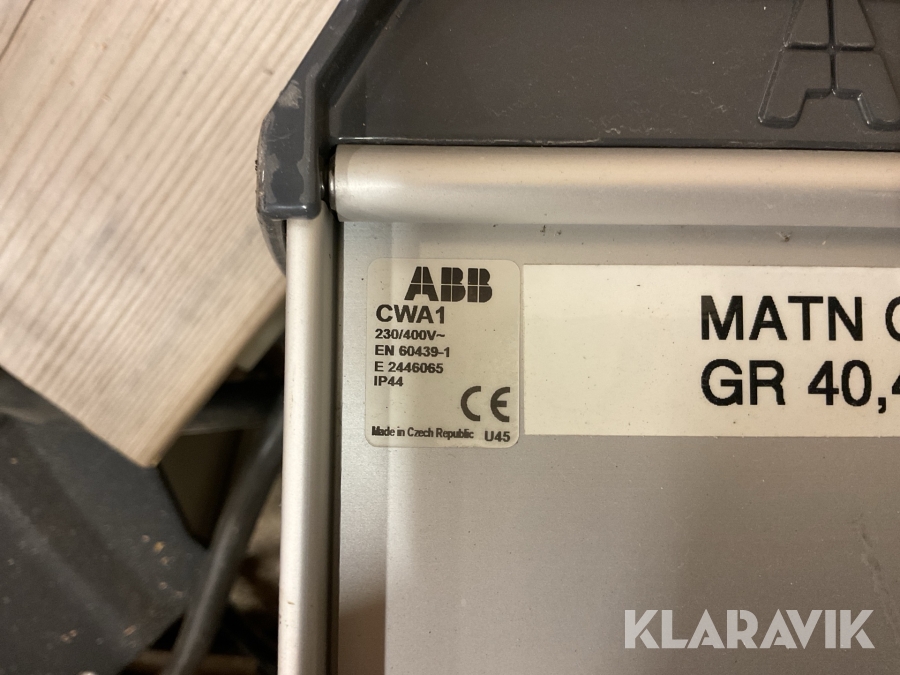 ABB
CWA1
230/400V~
EN 60439-1
E 2446065
IP44
CE
Made in Czech Republic U45
MATN
GR 40,
KLARAVIK